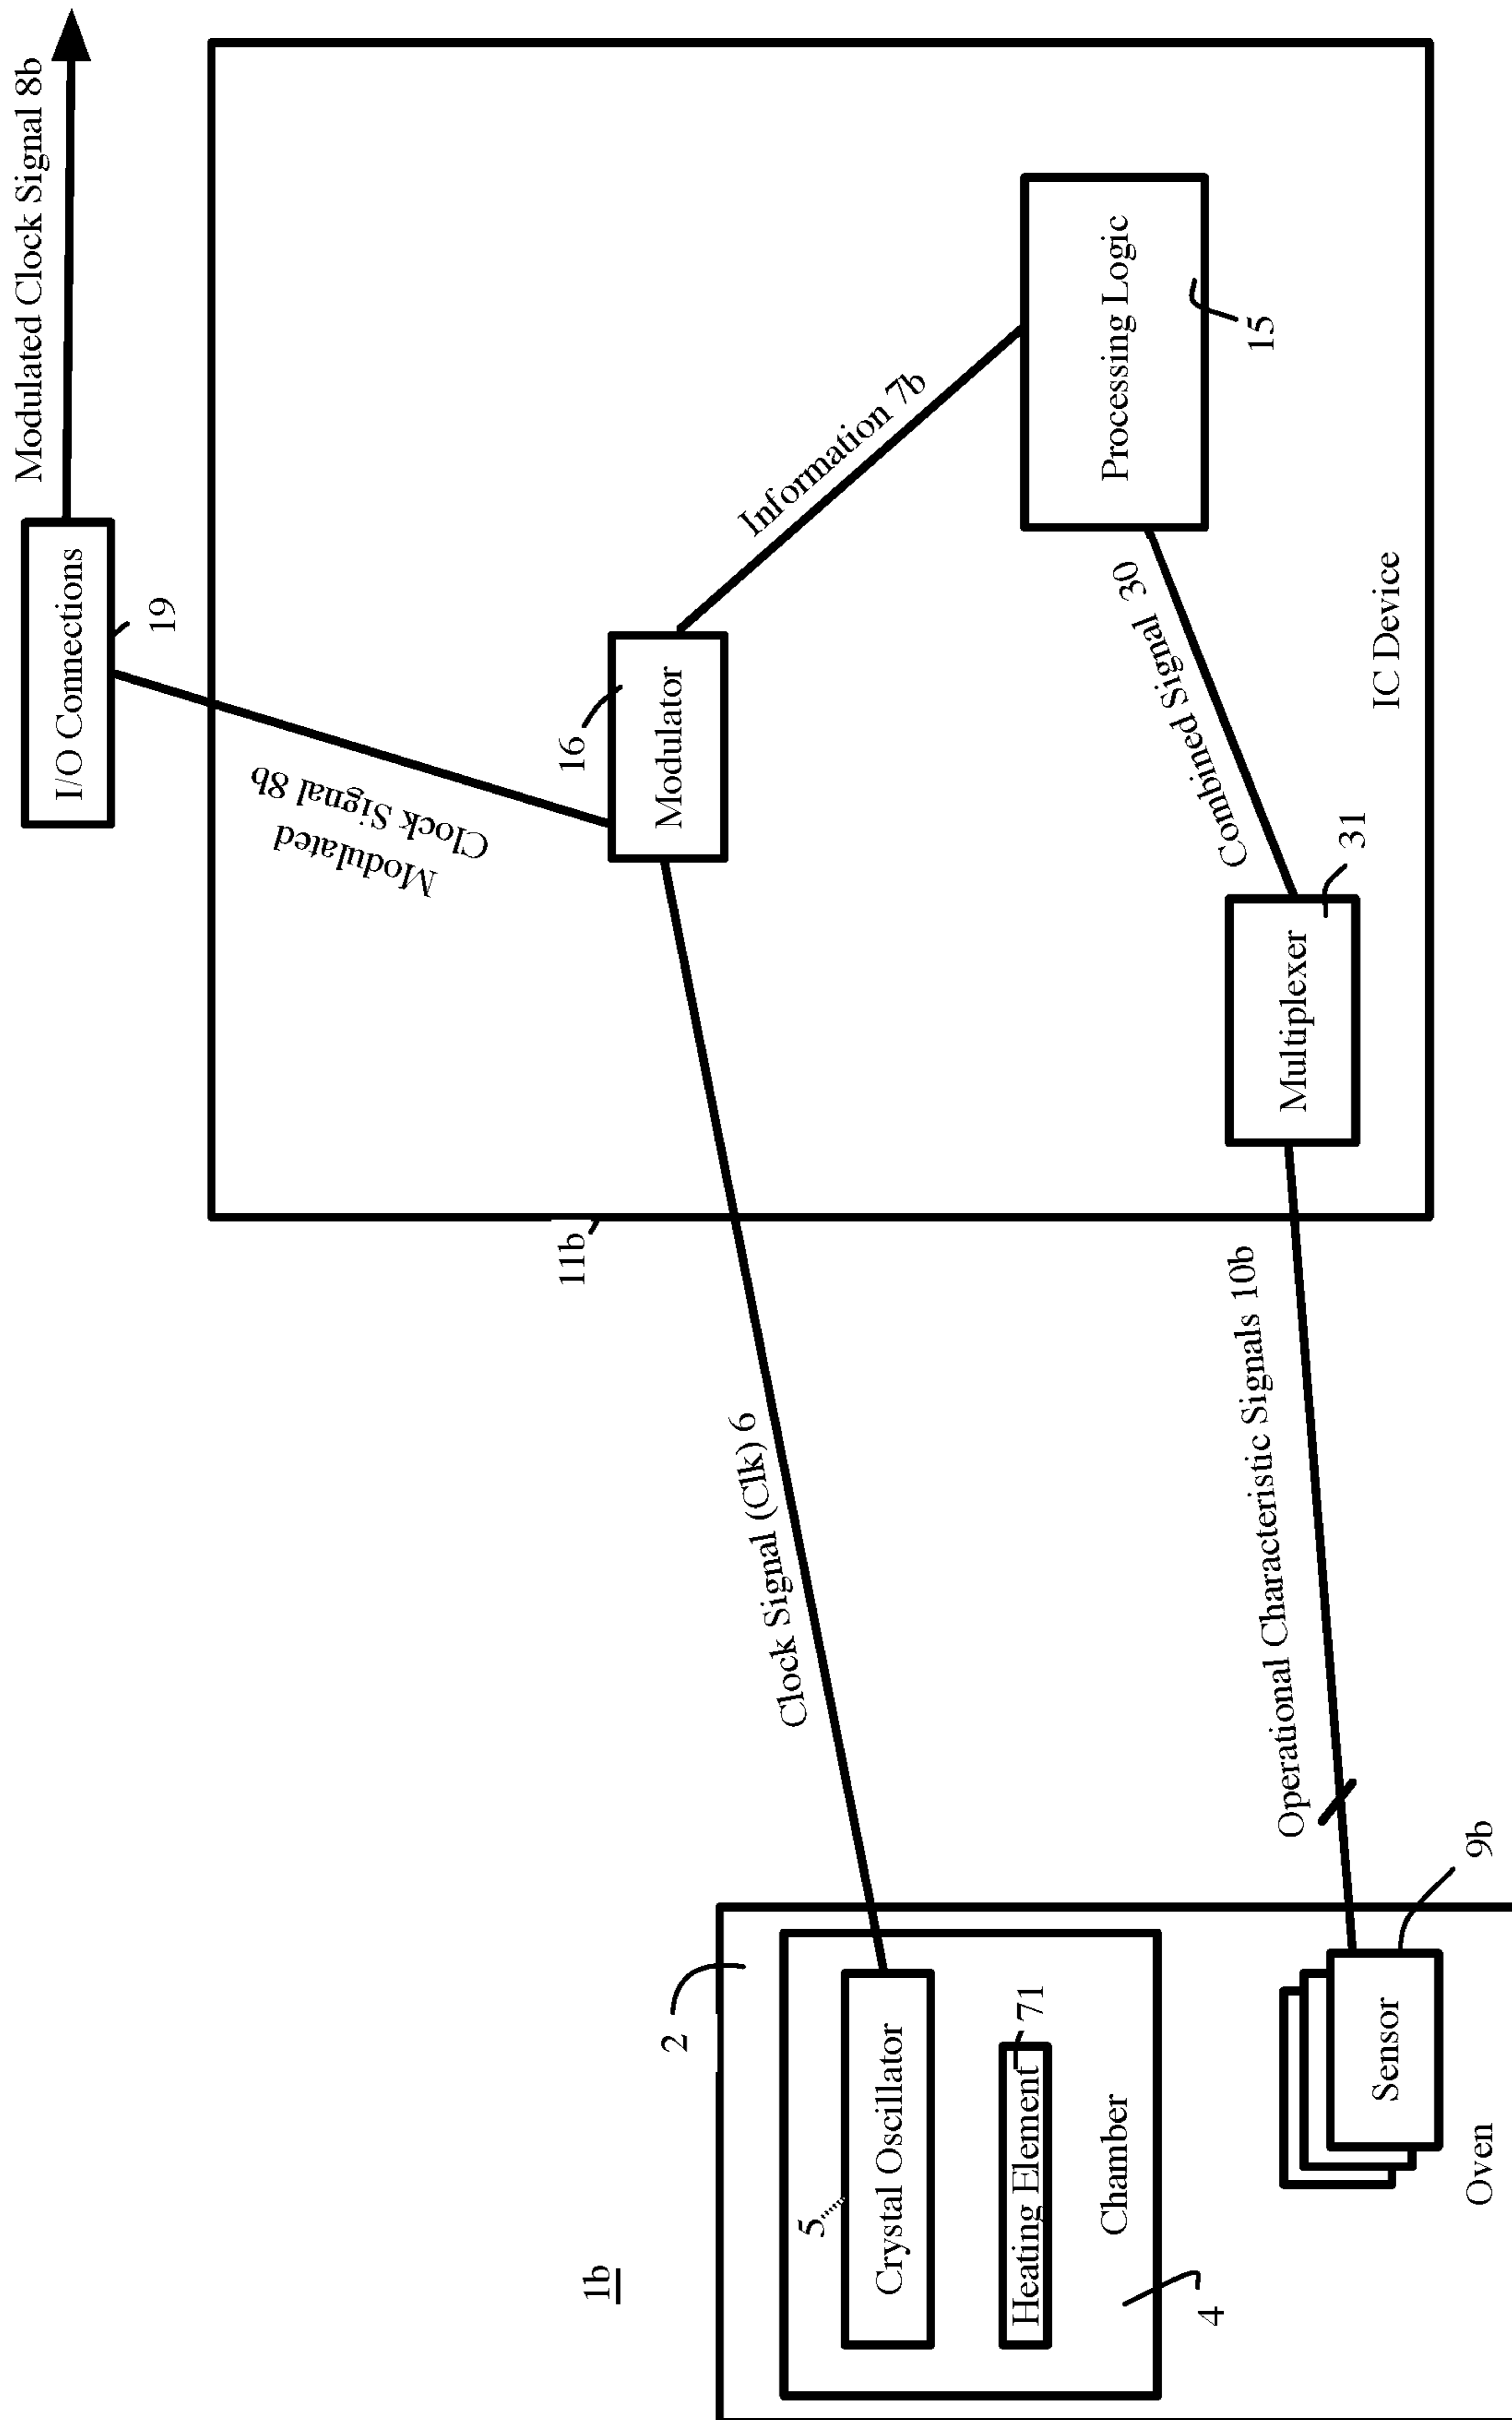 1b
2
5
Crystal Oscillator
Heating Element
71
Chamber
4
Sensor
9b
Oven
Clock Signal (Clk) 6
Operational Characteristic Signals 10b
11b
Modulated
Clock Signal 8b
16
Modulator
Information 7b
Multiplexer
31
Combined Signal 30
Processing Logic
15
IC Device
I/O Connections
19
Modulated Clock Signal 8b